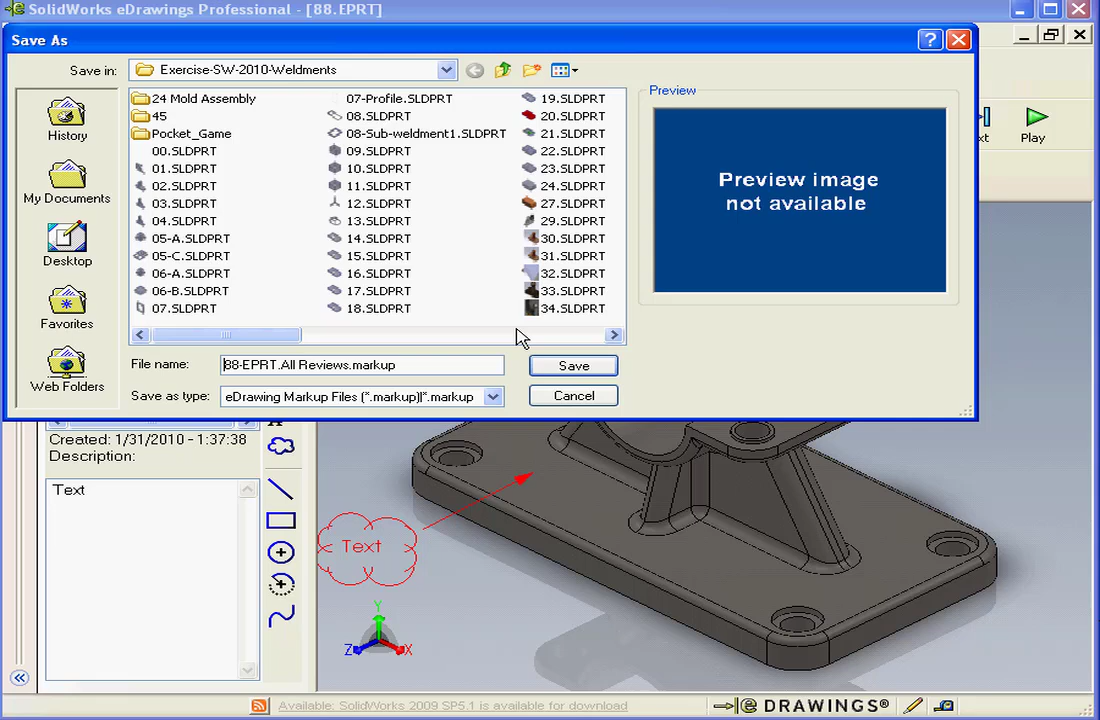 SolidWorks eDrawings Professional - [88.EPRT]
Save As
Save in:
Exercise-SW-2010-Weldments
History
My Documents
Desktop
Favorites
Web Folders
24 Mold Assembly
45
Pocket_Game
00.SLDPRT
01.SLDPRT
02.SLDPRT
03.SLDPRT
04.SLDPRT
05-A.SLDPRT
05-C.SLDPRT
06-A.SLDPRT
06-B.SLDPRT
07.SLDPRT
07-Profile.SLDPRT
08.SLDPRT
08-Sub-weldment1.SLDPRT
09.SLDPRT
10.SLDPRT
11.SLDPRT
12.SLDPRT
13.SLDPRT
14.SLDPRT
15.SLDPRT
16.SLDPRT
17.SLDPRT
18.SLDPRT
19.SLDPRT
20.SLDPRT
21.SLDPRT
22.SLDPRT
23.SLDPRT
24.SLDPRT
27.SLDPRT
29.SLDPRT
30.SLDPRT
31.SLDPRT
32.SLDPRT
33.SLDPRT
34.SLDPRT
Preview
Preview image
not available
File name:
88-EPRT.All Reviews.markup
Save
Save as type:
eDrawing Markup Files (*.markup)|*.markup
Cancel
Play
Created: 1/31/2010 - 1:37:38
Description:
Text
Text
Y
Z
X
Available: SolidWorks 2009 SP5.1 is available for download
e DRAWINGS®